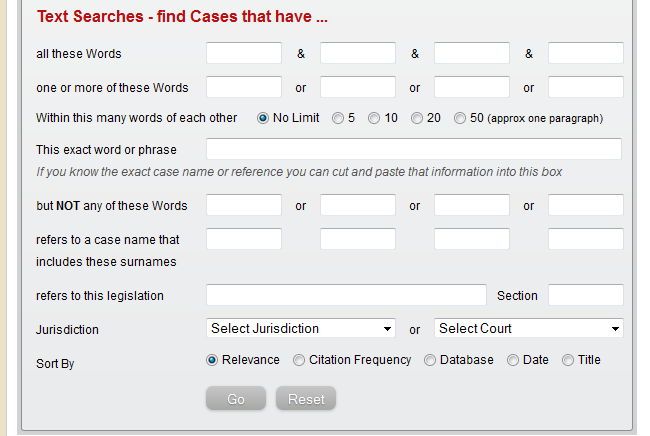 Text Searches - find Cases that have ...
all these Words & & &
one or more of these Words or or or
Within this many words of each other No Limit 5 10 20 50 (approx one paragraph)
This exact word or phrase
If you know the exact case name or reference you can cut and paste that information into this box
but NOT any of these Words or or or
refers to a case name that
includes these surnames
refers to this legislation Section
Jurisdiction Select Jurisdiction or Select Court
Sort By Relevance Citation Frequency Database Date Title
Go Reset